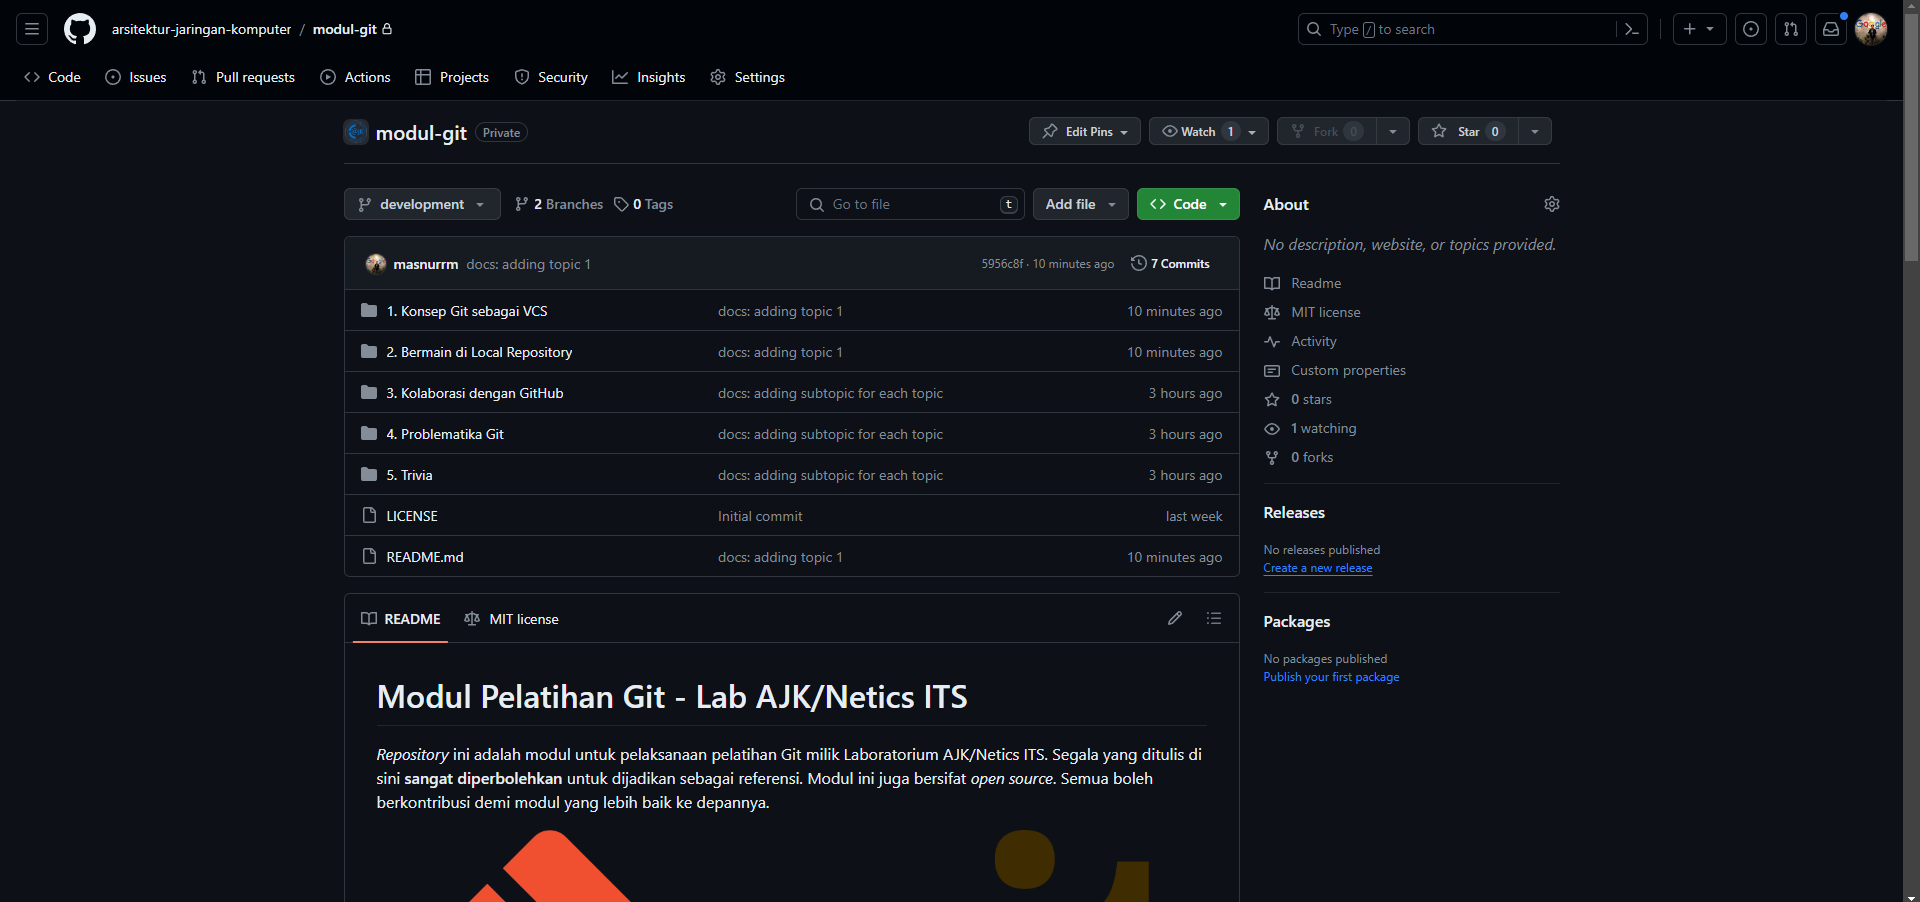 arsitektur-jaringan-komputer / modul-git
Type / to search
Code Issues Pull requests Actions Projects Security Insights Settings
modul-git Private
Edit Pins Watch 1 Fork 0 Star 0
development 2 Branches 0 Tags Go to file t Add file Code
masnurrm docs: adding topic 1 5956c8f · 10 minutes ago 7 Commits
1. Konsep Git sebagai VCS docs: adding topic 1 10 minutes ago
2. Bermain di Local Repository docs: adding topic 1 10 minutes ago
3. Kolaborasi dengan GitHub docs: adding subtopic for each topic 3 hours ago
4. Problematika Git docs: adding subtopic for each topic 3 hours ago
5. Trivia docs: adding subtopic for each topic 3 hours ago
LICENSE Initial commit last week
README.md docs: adding topic 1 10 minutes ago
README MIT license
Modul Pelatihan Git - Lab AJK/Netics ITS
Repository ini adalah modul untuk pelaksanaan pelatihan Git milik Laboratorium AJK/Netics ITS. Segala yang ditulis di
sini sangat diperbolehkan untuk dijadikan sebagai referensi. Modul ini juga bersifat open source. Semua boleh
berkontribusi demi modul yang lebih baik ke depannya.
About
No description, website, or topics provided.
Readme
MIT license
Activity
Custom properties
0 stars
1 watching
0 forks
Releases
No releases published
Create a new release
Packages
No packages published
Publish your first package